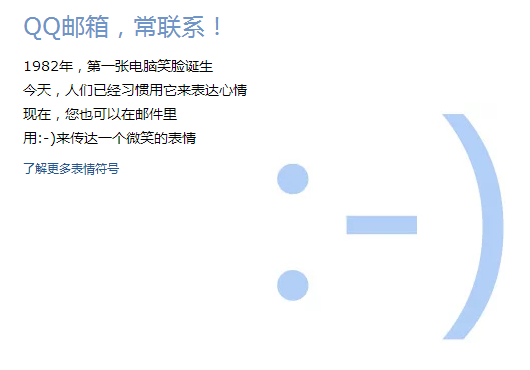 QQ邮箱，常联系！
1982年，第一张电脑笑脸诞生
今天，人们已经习惯用它来表达心情
现在，您也可以在邮件里
用:-)来传达一个微笑的表情
了解更多表情符号
:-)